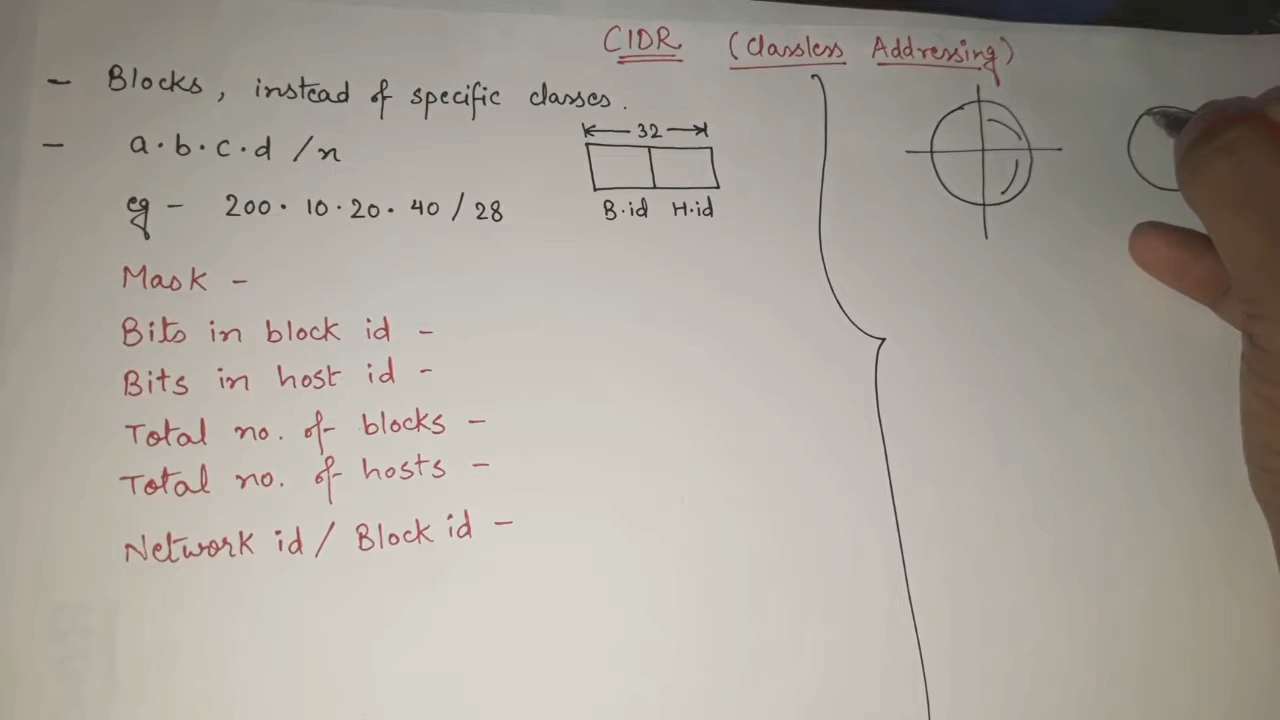 CIDR (Classless Addressing)
- Blocks, instead of specific classes.
- a.b.c.d /n
eg - 200.10.20.40/28
32
B.id H.id
Mask -
Bits in block id -
Bits in host id -
Total no. of blocks -
Total no. of hosts -
Network id / Block id -